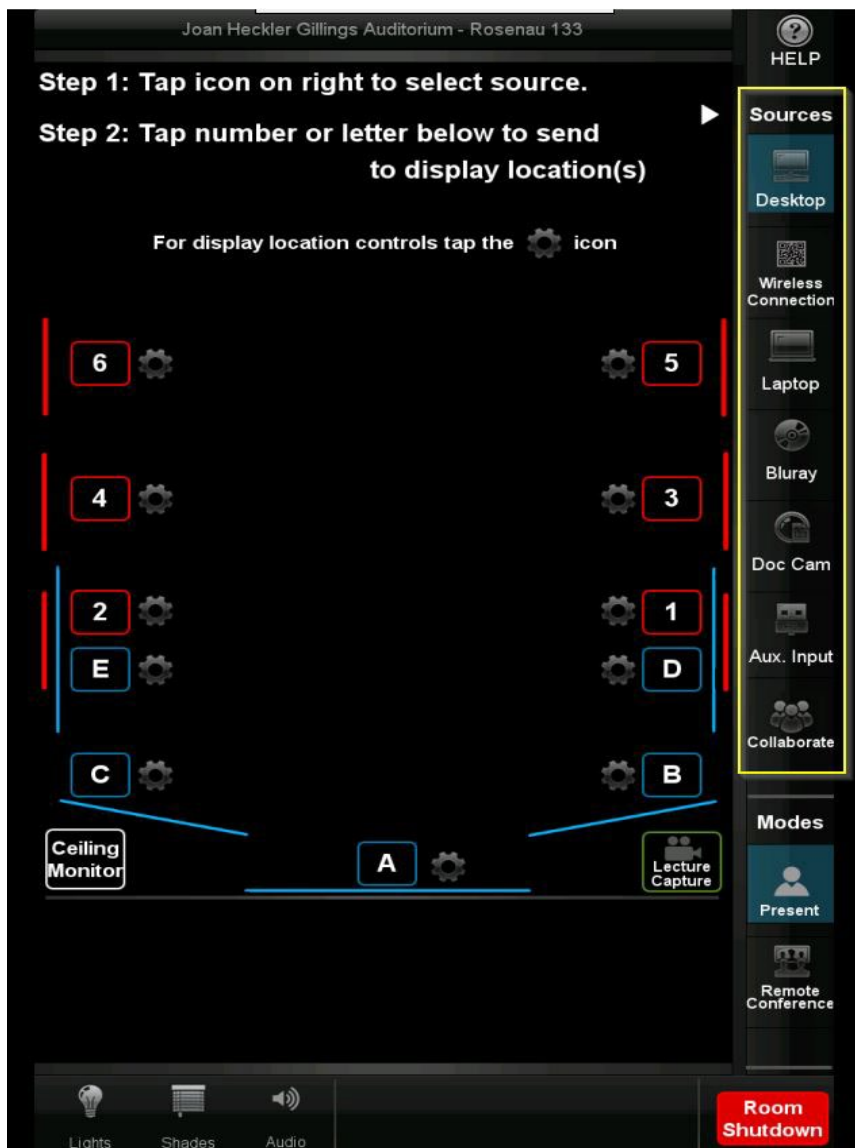 Joan Heckler Gillings Auditorium - Rosenau 133
HELP
Step 1: Tap icon on right to select source.
Step 2: Tap number or letter below to send
to display location(s)
For display location controls tap the icon
6
5
4
3
2
1
E
D
C
B
Ceiling
Monitor
A
Lecture
Capture
Sources
Desktop
Wireless
Connection
Laptop
Bluray
Doc Cam
Aux. Input
Collaborate
Modes
Present
Remote
Conference
Lights
Shades
Audio
Room
Shutdown